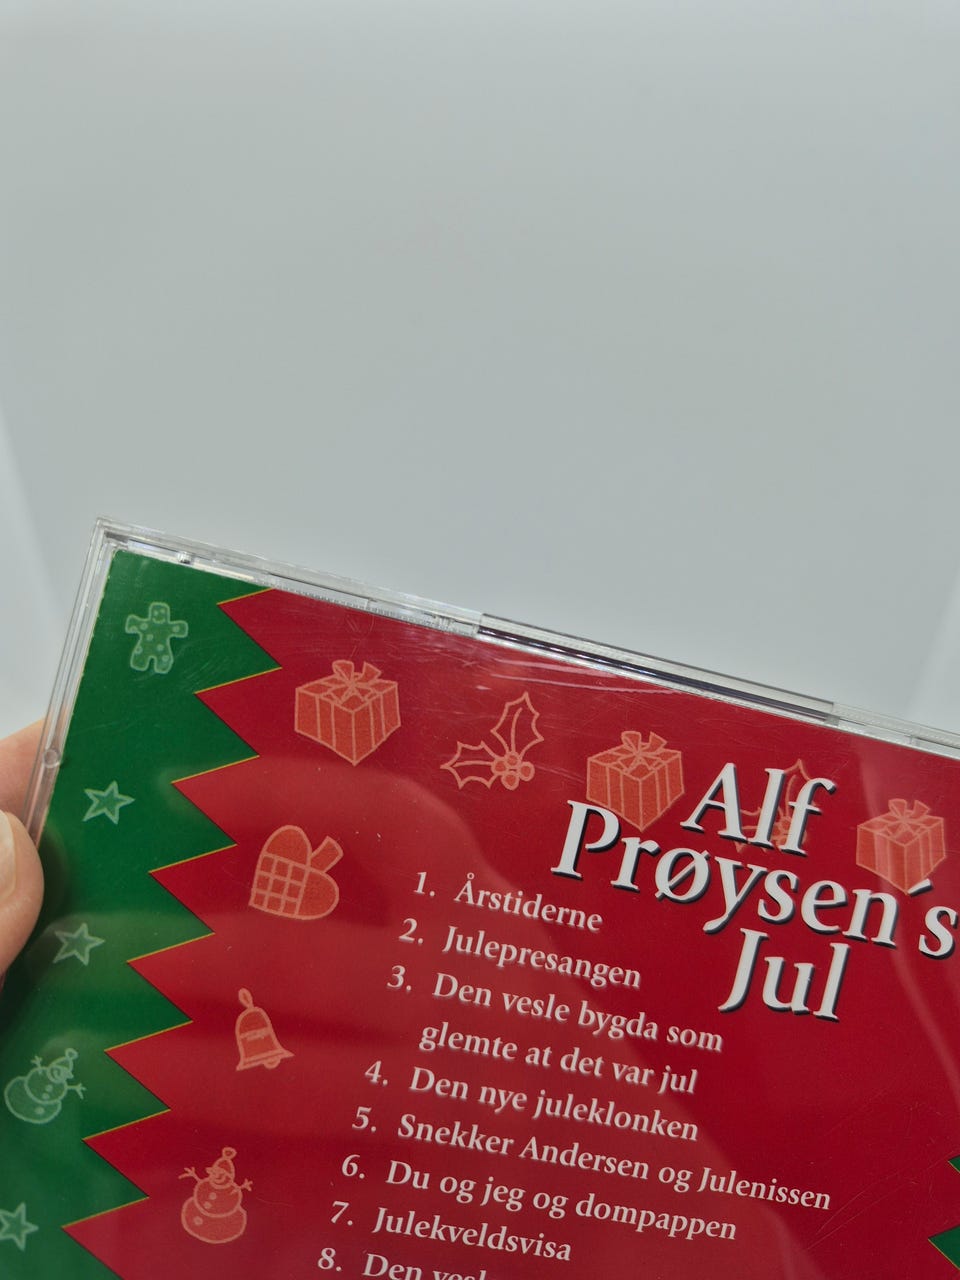 Alf
Prøysen´s
Jul
1. Årstiderne
2. Julepresangen
3. Den vesle bygda som
glemte at det var jul
4. Den nye juleklonken
5. Snekker Andersen og Julenissen
6. Du og jeg og dompappen
7. Julekveldsvisa
8. Den